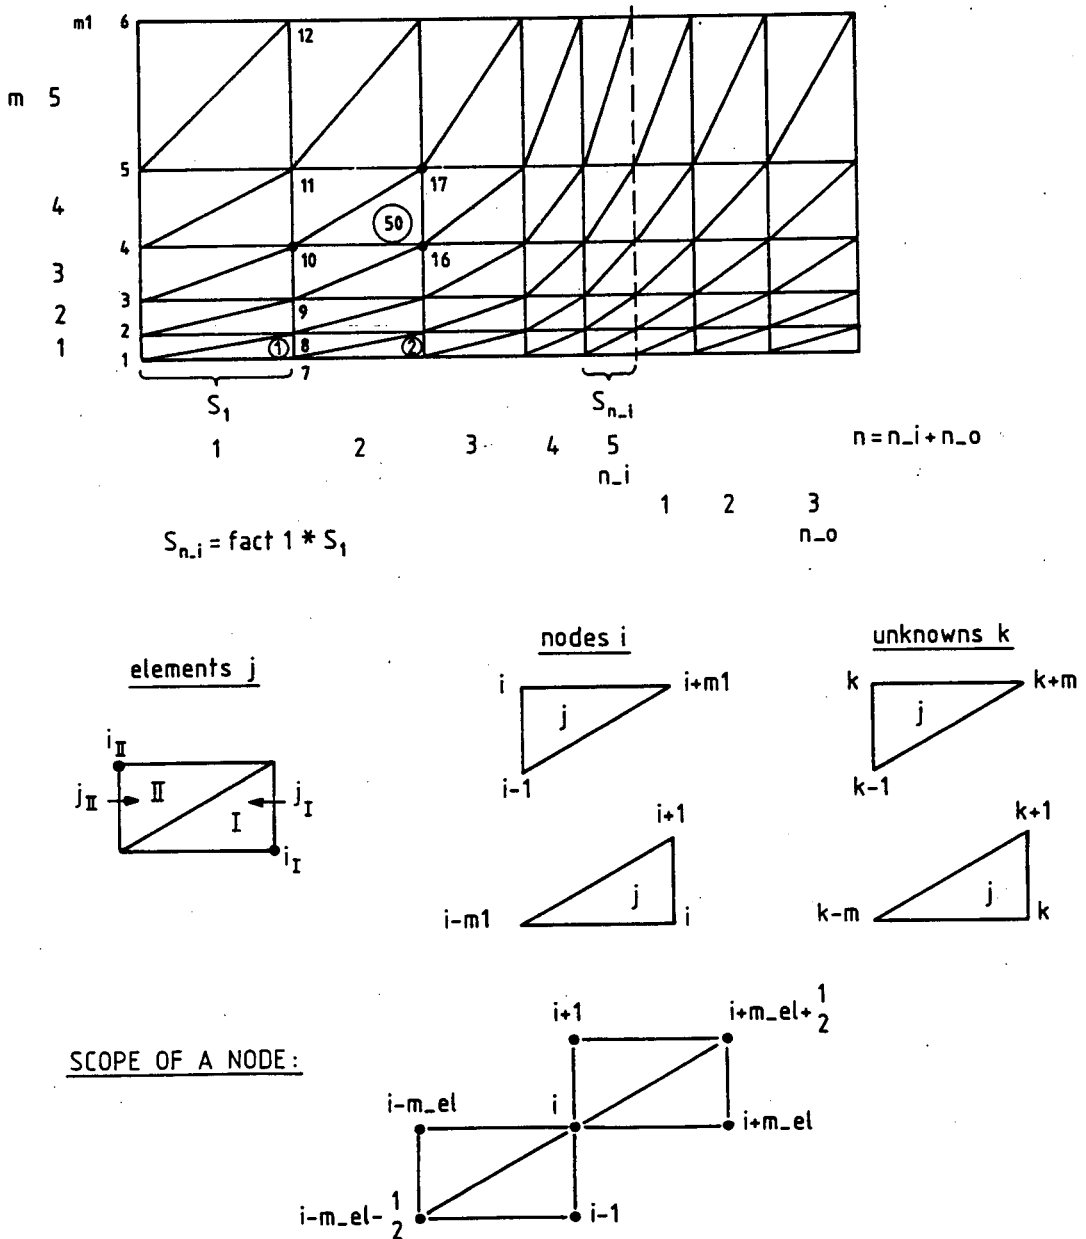 m1 6
12
m 5
5
11
17
4
50
4
10
16
3
3
9
2
2
1
1
2
8
1
7
S1
Sn_i
1 2 3 4 5
n_i
n = n_i + n_o
1 2 3
n_o
Sn_i = fact 1 * S1
elements j
nodes i
unknowns k
i
i+m1
j
i-1
k
k+m
j
k-1
iII
jII
II
I
jI
iI
i+1
j
i-m1
i
k+1
j
k-m
k
SCOPE OF A NODE:
i+1
i+m_el+1/2
i-m_el
i
i+m_el
i-m_el-1/2
i-1